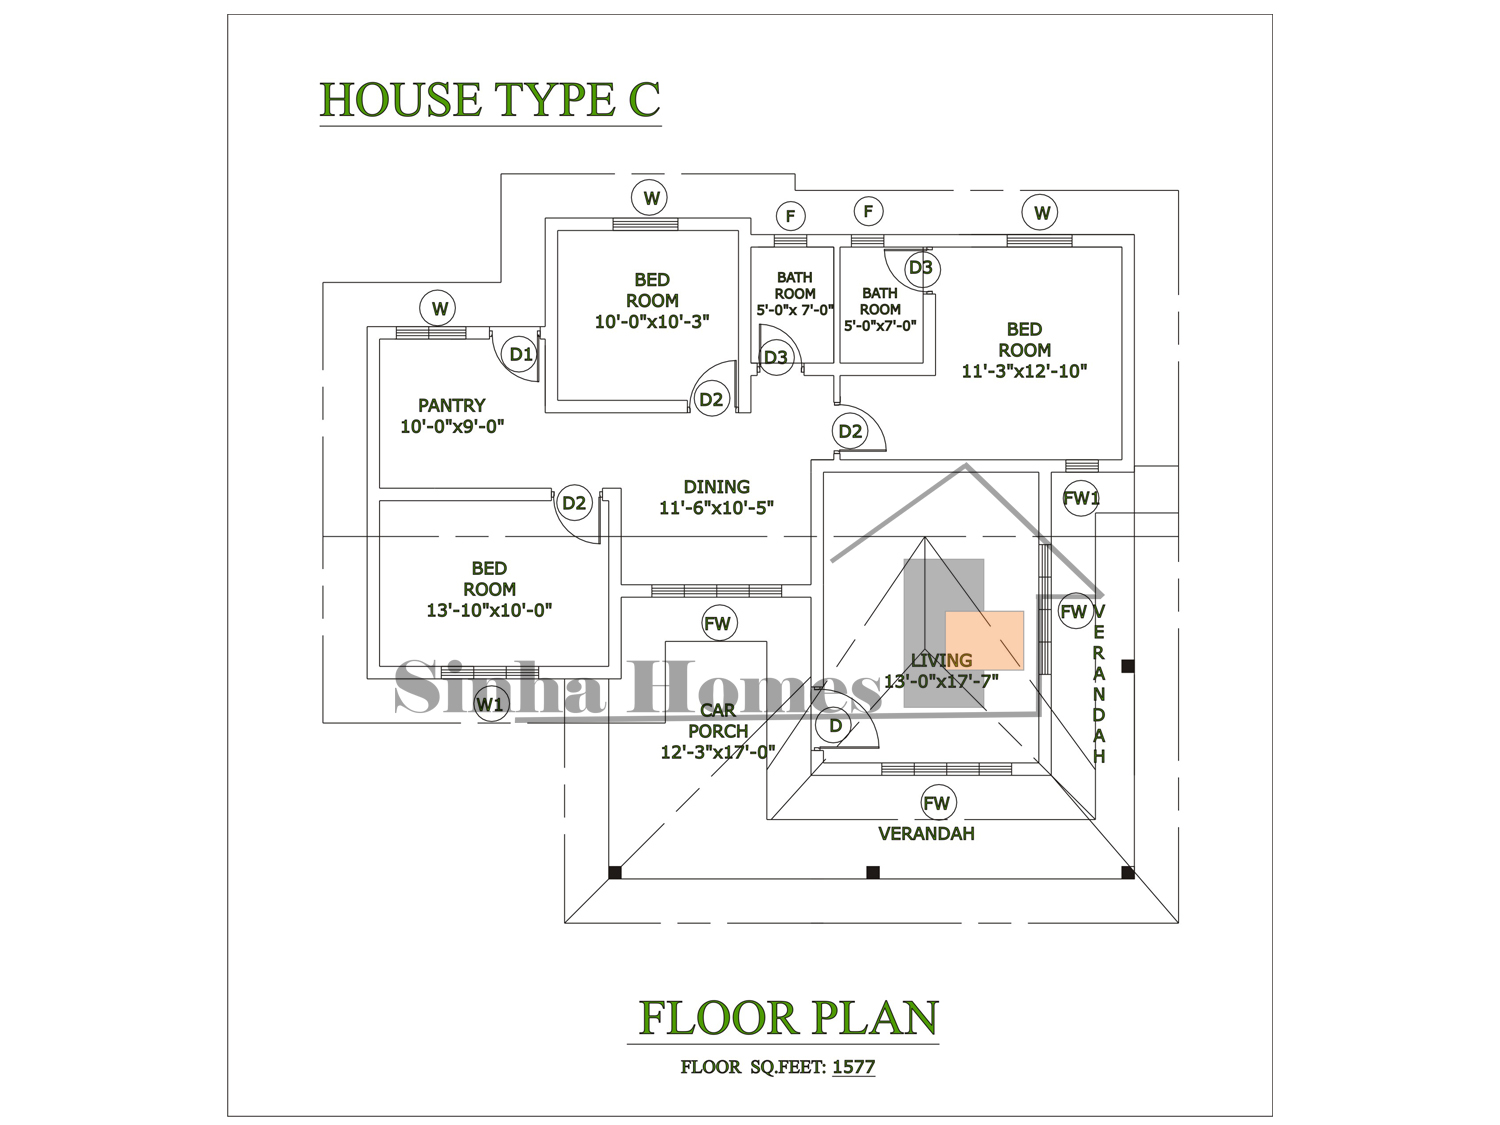 HOUSE TYPE C
W
F
F
W
W
D3
BED
ROOM
10'-0"x10'-3"
BATH
ROOM
5'-0"x 7'-0"
BATH
ROOM
5'-0"x7'-0"
D1
D3
BED
ROOM
11'-3"x12'-10"
PANTRY
10'-0"x9'-0"
D2
D2
DINING
11'-6"x10'-5"
D2
FW1
BED
ROOM
13'-10"x10'-0"
FW
FW
VERANDAH
LIVING
13'-0"x17'-7"
Sinha Homes
W1
CAR
PORCH
12'-3"x17'-0"
D
FW
VERANDAH
FLOOR PLAN
FLOOR SQ.FEET: 1577